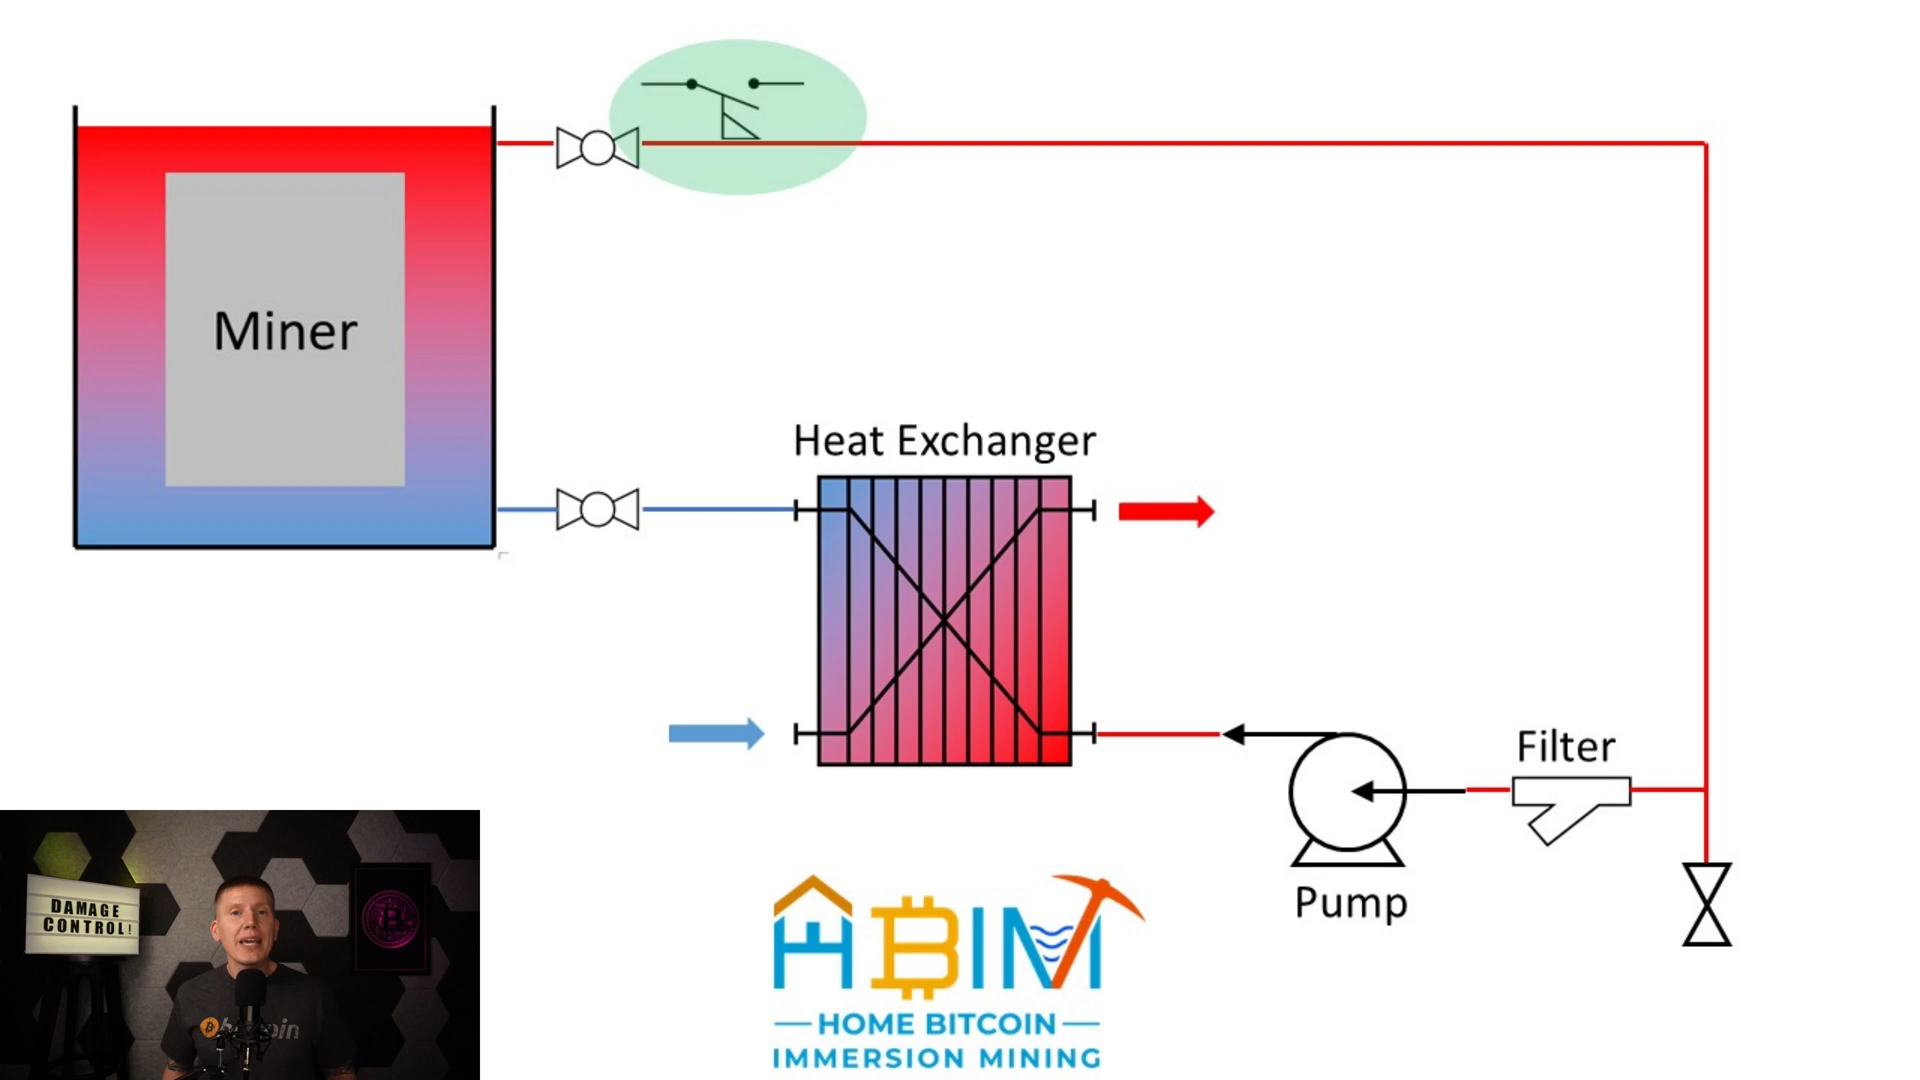 Miner
Heat Exchanger
Filter
Pump
DAMAGE
CONTROL!
HBIM
HOME BITCOIN
IMMERSION MINING